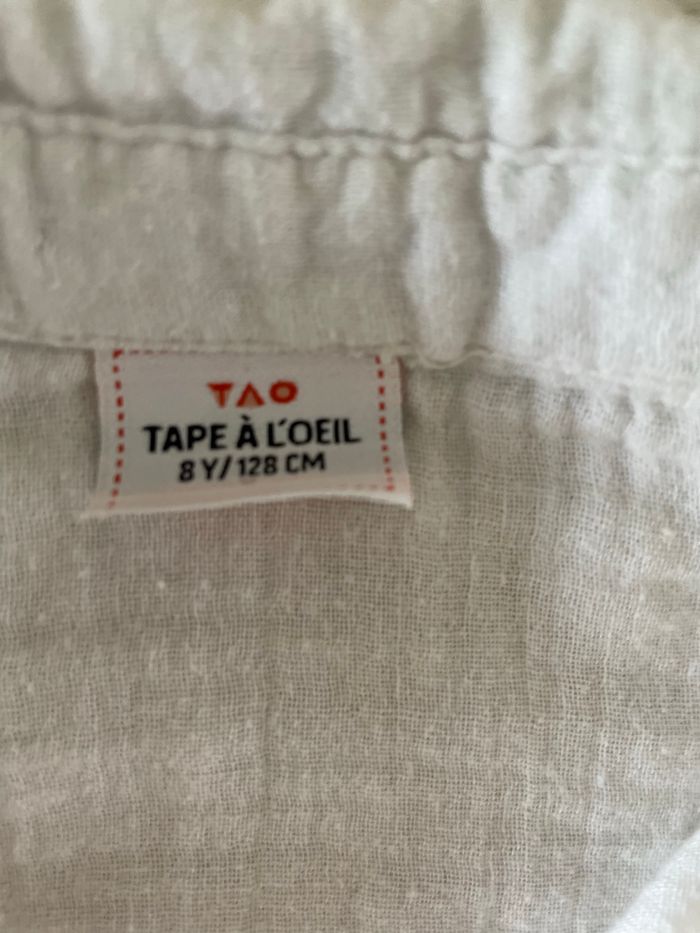 TAO
TAPE À L'OEIL
8 Y/ 128 CM